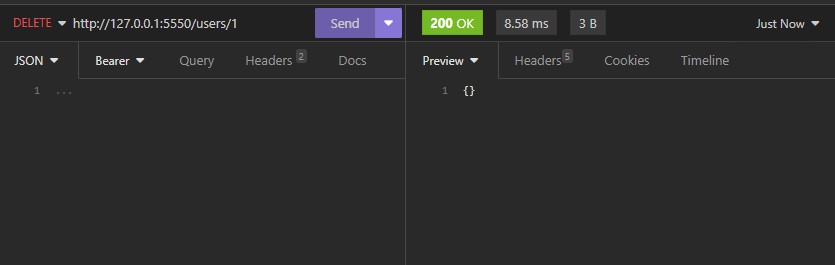 DELETE http://127.0.0.1:5550/users/1 Send 200 OK 8.58 ms 3 B Just Now
JSON Bearer Query Headers 2 Docs Preview Headers 5 Cookies Timeline
1 ... 1 {}